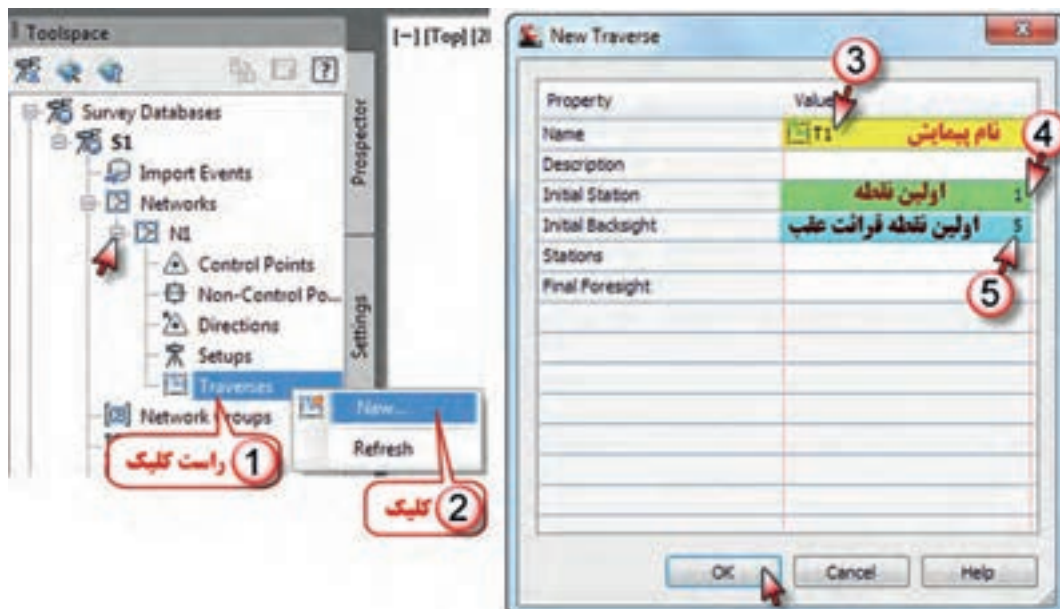 Toolspace
Prospector
Settings
Survey Databases
S1
Import Events
Networks
N1
Control Points
Non-Control Po...
Directions
Setups
Traverses
Network Groups
New...
Refresh
1 راست کلیک
2 کلیک
[−] [Top] [2
New Traverse
3
Property Value
Name T1 نام پیمایش
4
Description
Initial Station اولین نقطه 1
Initial Backsight اولین نقطه قرائت عقب 5
Stations
5
Final Foresight
OK Cancel Help